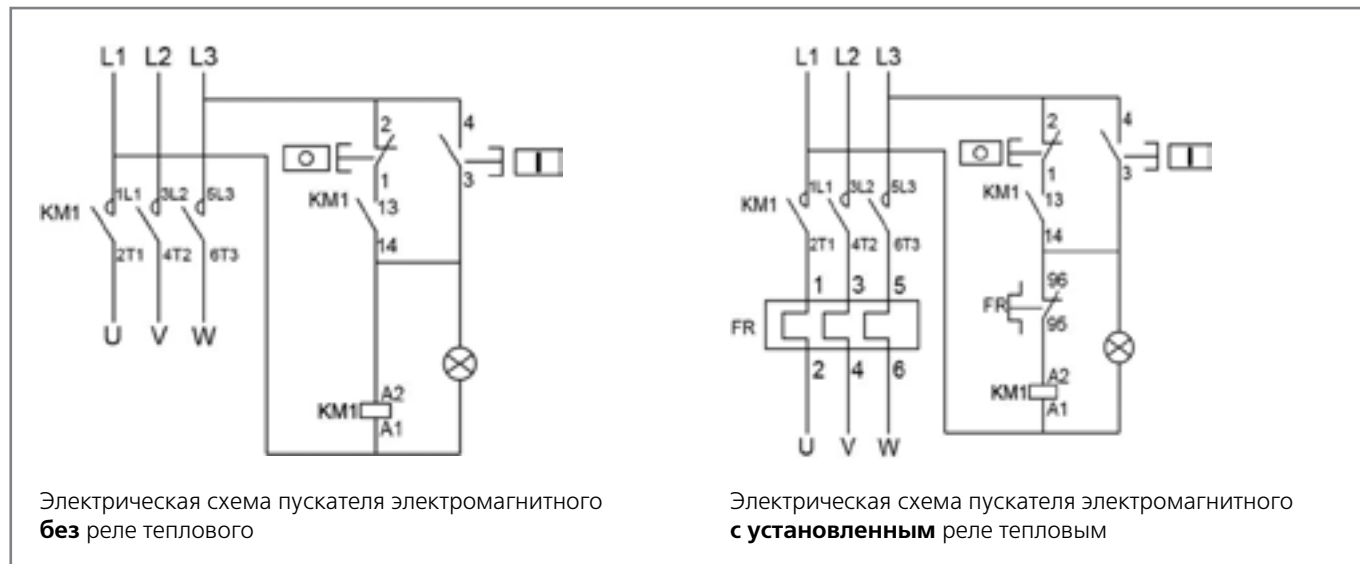 L1 L2 L3
2 4
1 3
KM1 13
1L1 3L2 5L3
KM1
14
2T1 4T2 6T3
U V W
A2
KM1
A1
Электрическая схема пускателя электромагнитного
без реле теплового
L1 L2 L3
2 4
1 3
KM1 13
1L1 3L2 5L3
KM1
14
2T1 4T2 6T3
1 3 5
96
FR
95
FR
2 4 6
A2
KM1
A1
U V W
Электрическая схема пускателя электромагнитного
с установленным реле тепловым